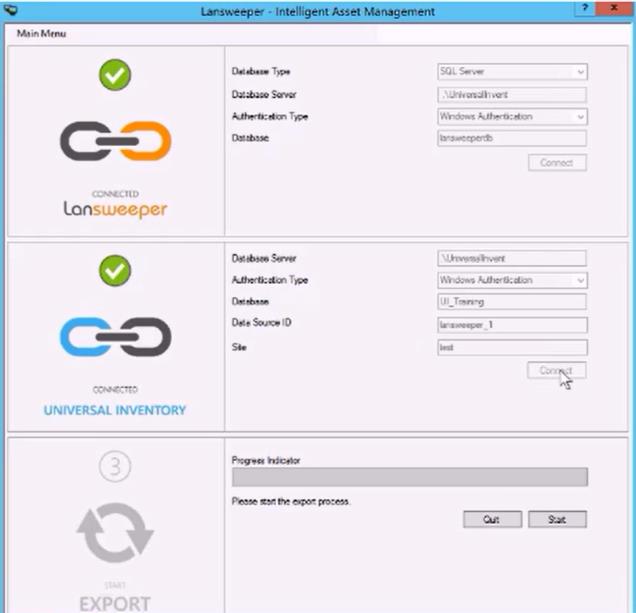 Lansweeper - Intelligent Asset Management
? x
Main Menu
Database Type SQL Server
Database Server .\UniversalInvent
Authentication Type Windows Authentication
Database lansweeperdb
Connect
CONNECTED
Lansweeper
Database Server .\UniversalInvent
Authentication Type Windows Authentication
Database UI_Training
Data Source ID lansweeper_1
Site test
Connect
CONNECTED
UNIVERSAL INVENTORY
3
Progress Indicator
Please start the export process.
Quit Start
START
EXPORT